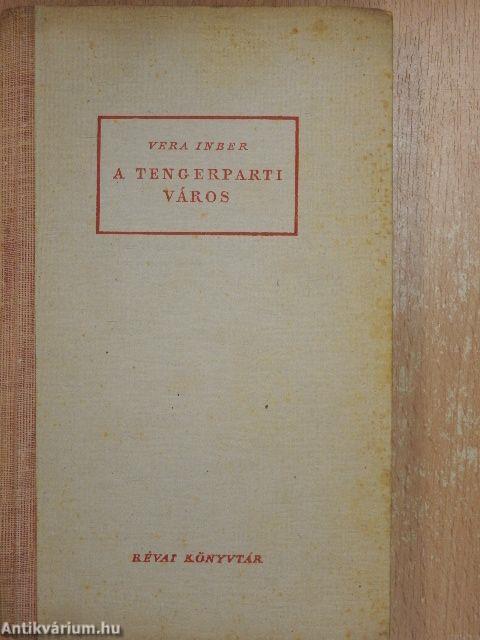 VERA INBER
A TENGERPARTI
VÁROS
RÉVAI KÖNYVTÁR
Antikvárium.hu